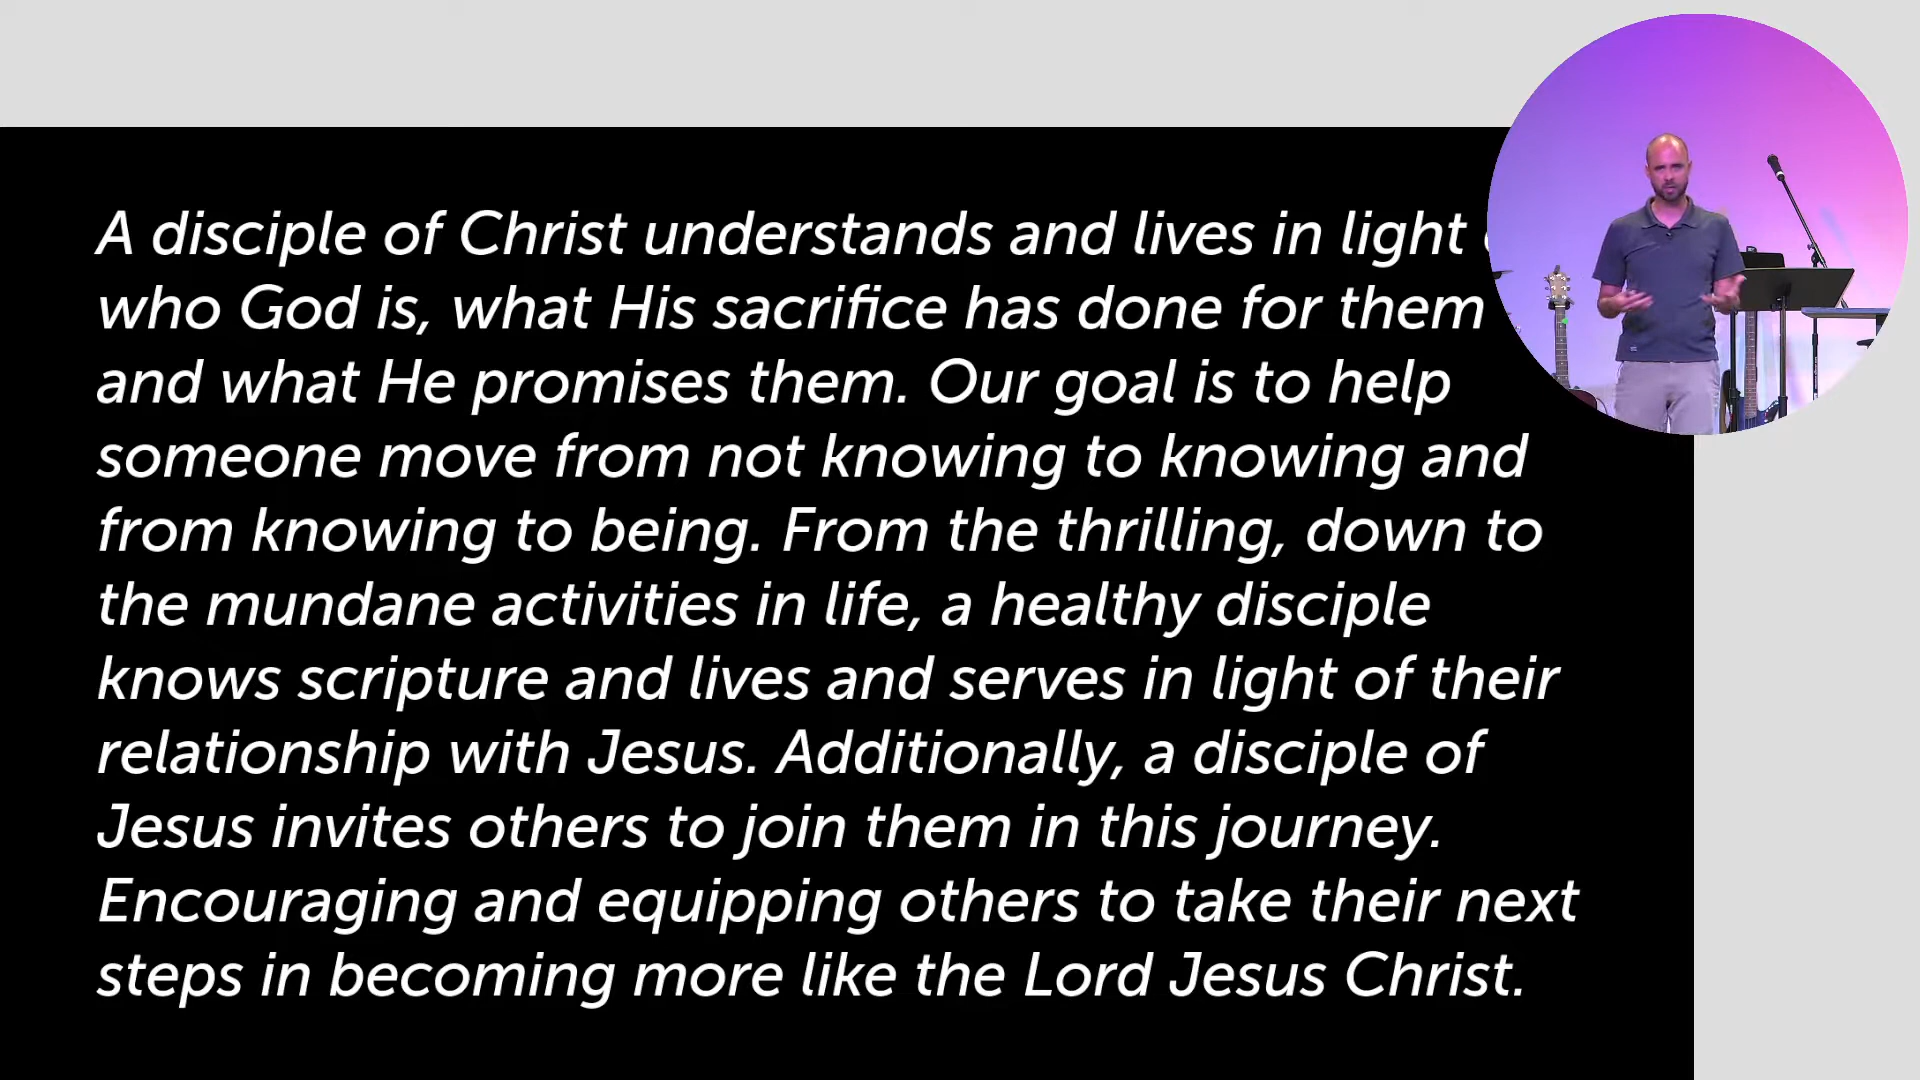 A disciple of Christ understands and lives in light
who God is, what His sacrifice has done for them
and what He promises them. Our goal is to help
someone move from not knowing to knowing and
from knowing to being. From the thrilling, down to
the mundane activities in life, a healthy disciple
knows scripture and lives and serves in light of their
relationship with Jesus. Additionally, a disciple of
Jesus invites others to join them in this journey.
Encouraging and equipping others to take their next
steps in becoming more like the Lord Jesus Christ.